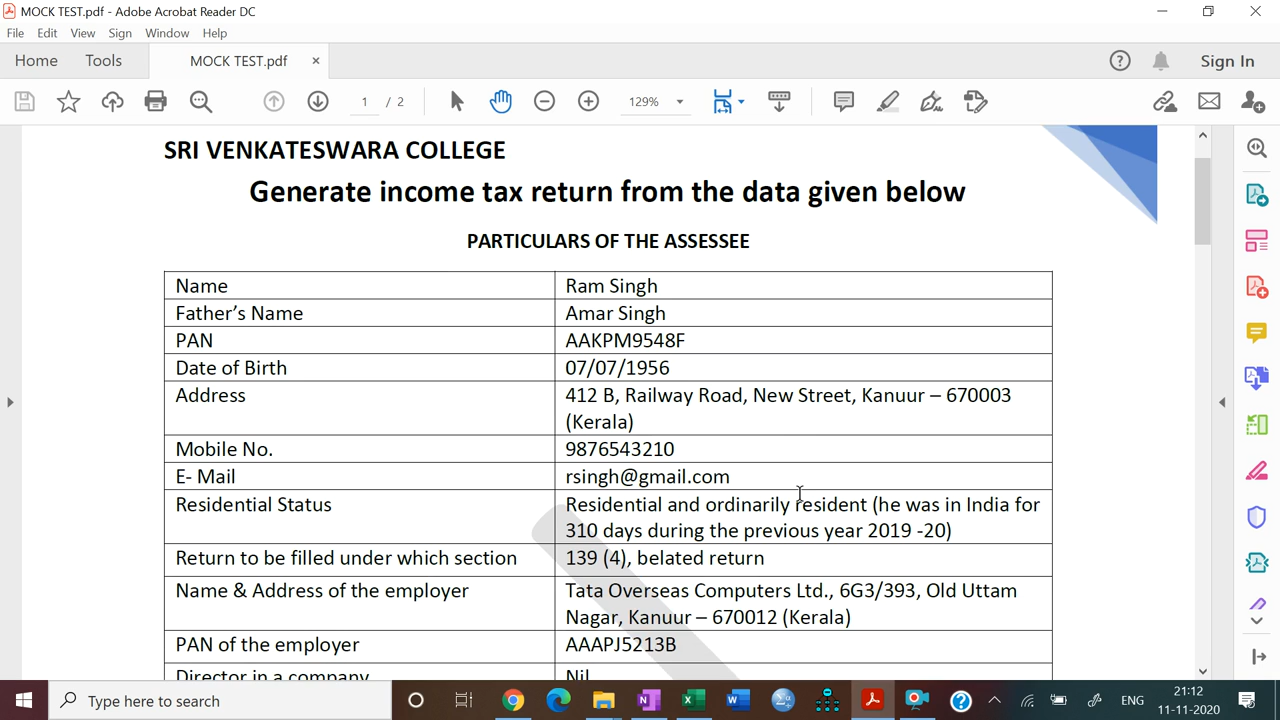 MOCK TEST.pdf - Adobe Acrobat Reader DC
File Edit View Sign Window Help
Home Tools MOCK TEST.pdf × Sign In
1 / 2 129%
SRI VENKATESWARA COLLEGE
Generate income tax return from the data given below
PARTICULARS OF THE ASSESSEE
Name Ram Singh
Father’s Name Amar Singh
PAN AAKPM9548F
Date of Birth 07/07/1956
Address 412 B, Railway Road, New Street, Kanuur – 670003
(Kerala)
Mobile No. 9876543210
E- Mail rsingh@gmail.com
Residential Status Residential and ordinarily resident (he was in India for
310 days during the previous year 2019 -20)
Return to be filled under which section 139 (4), belated return
Name & Address of the employer Tata Overseas Computers Ltd., 6G3/393, Old Uttam
Nagar, Kanuur – 670012 (Kerala)
PAN of the employer AAAPJ5213B
Director in a company Nil
Type here to search ENG 21:12
11-11-2020